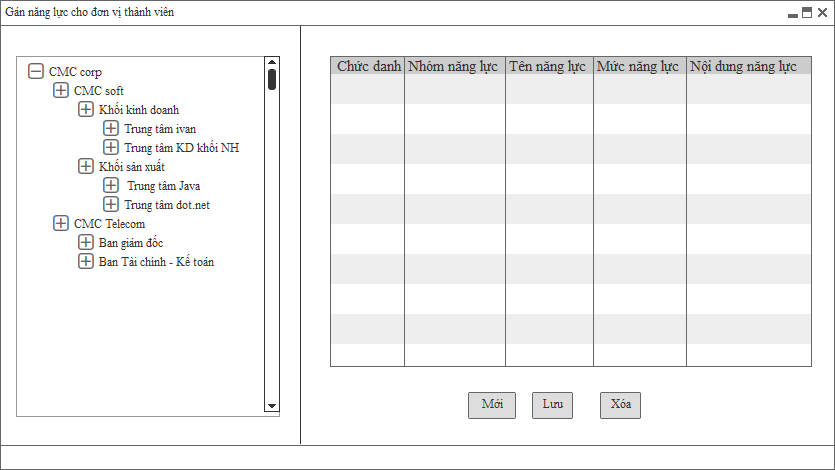 Gán năng lực cho đơn vị thành viên
CMC corp
CMC soft
Khối kinh doanh
Trung tâm ivan
Trung tâm KD khối NH
Khối sản xuất
Trung tâm Java
Trung tâm dot.net
CMC Telecom
Ban giám đốc
Ban Tài chính - Kế toán
Chức danh Nhóm năng lực Tên năng lực Mức năng lực Nội dung năng lực
Mới Lưu Xóa